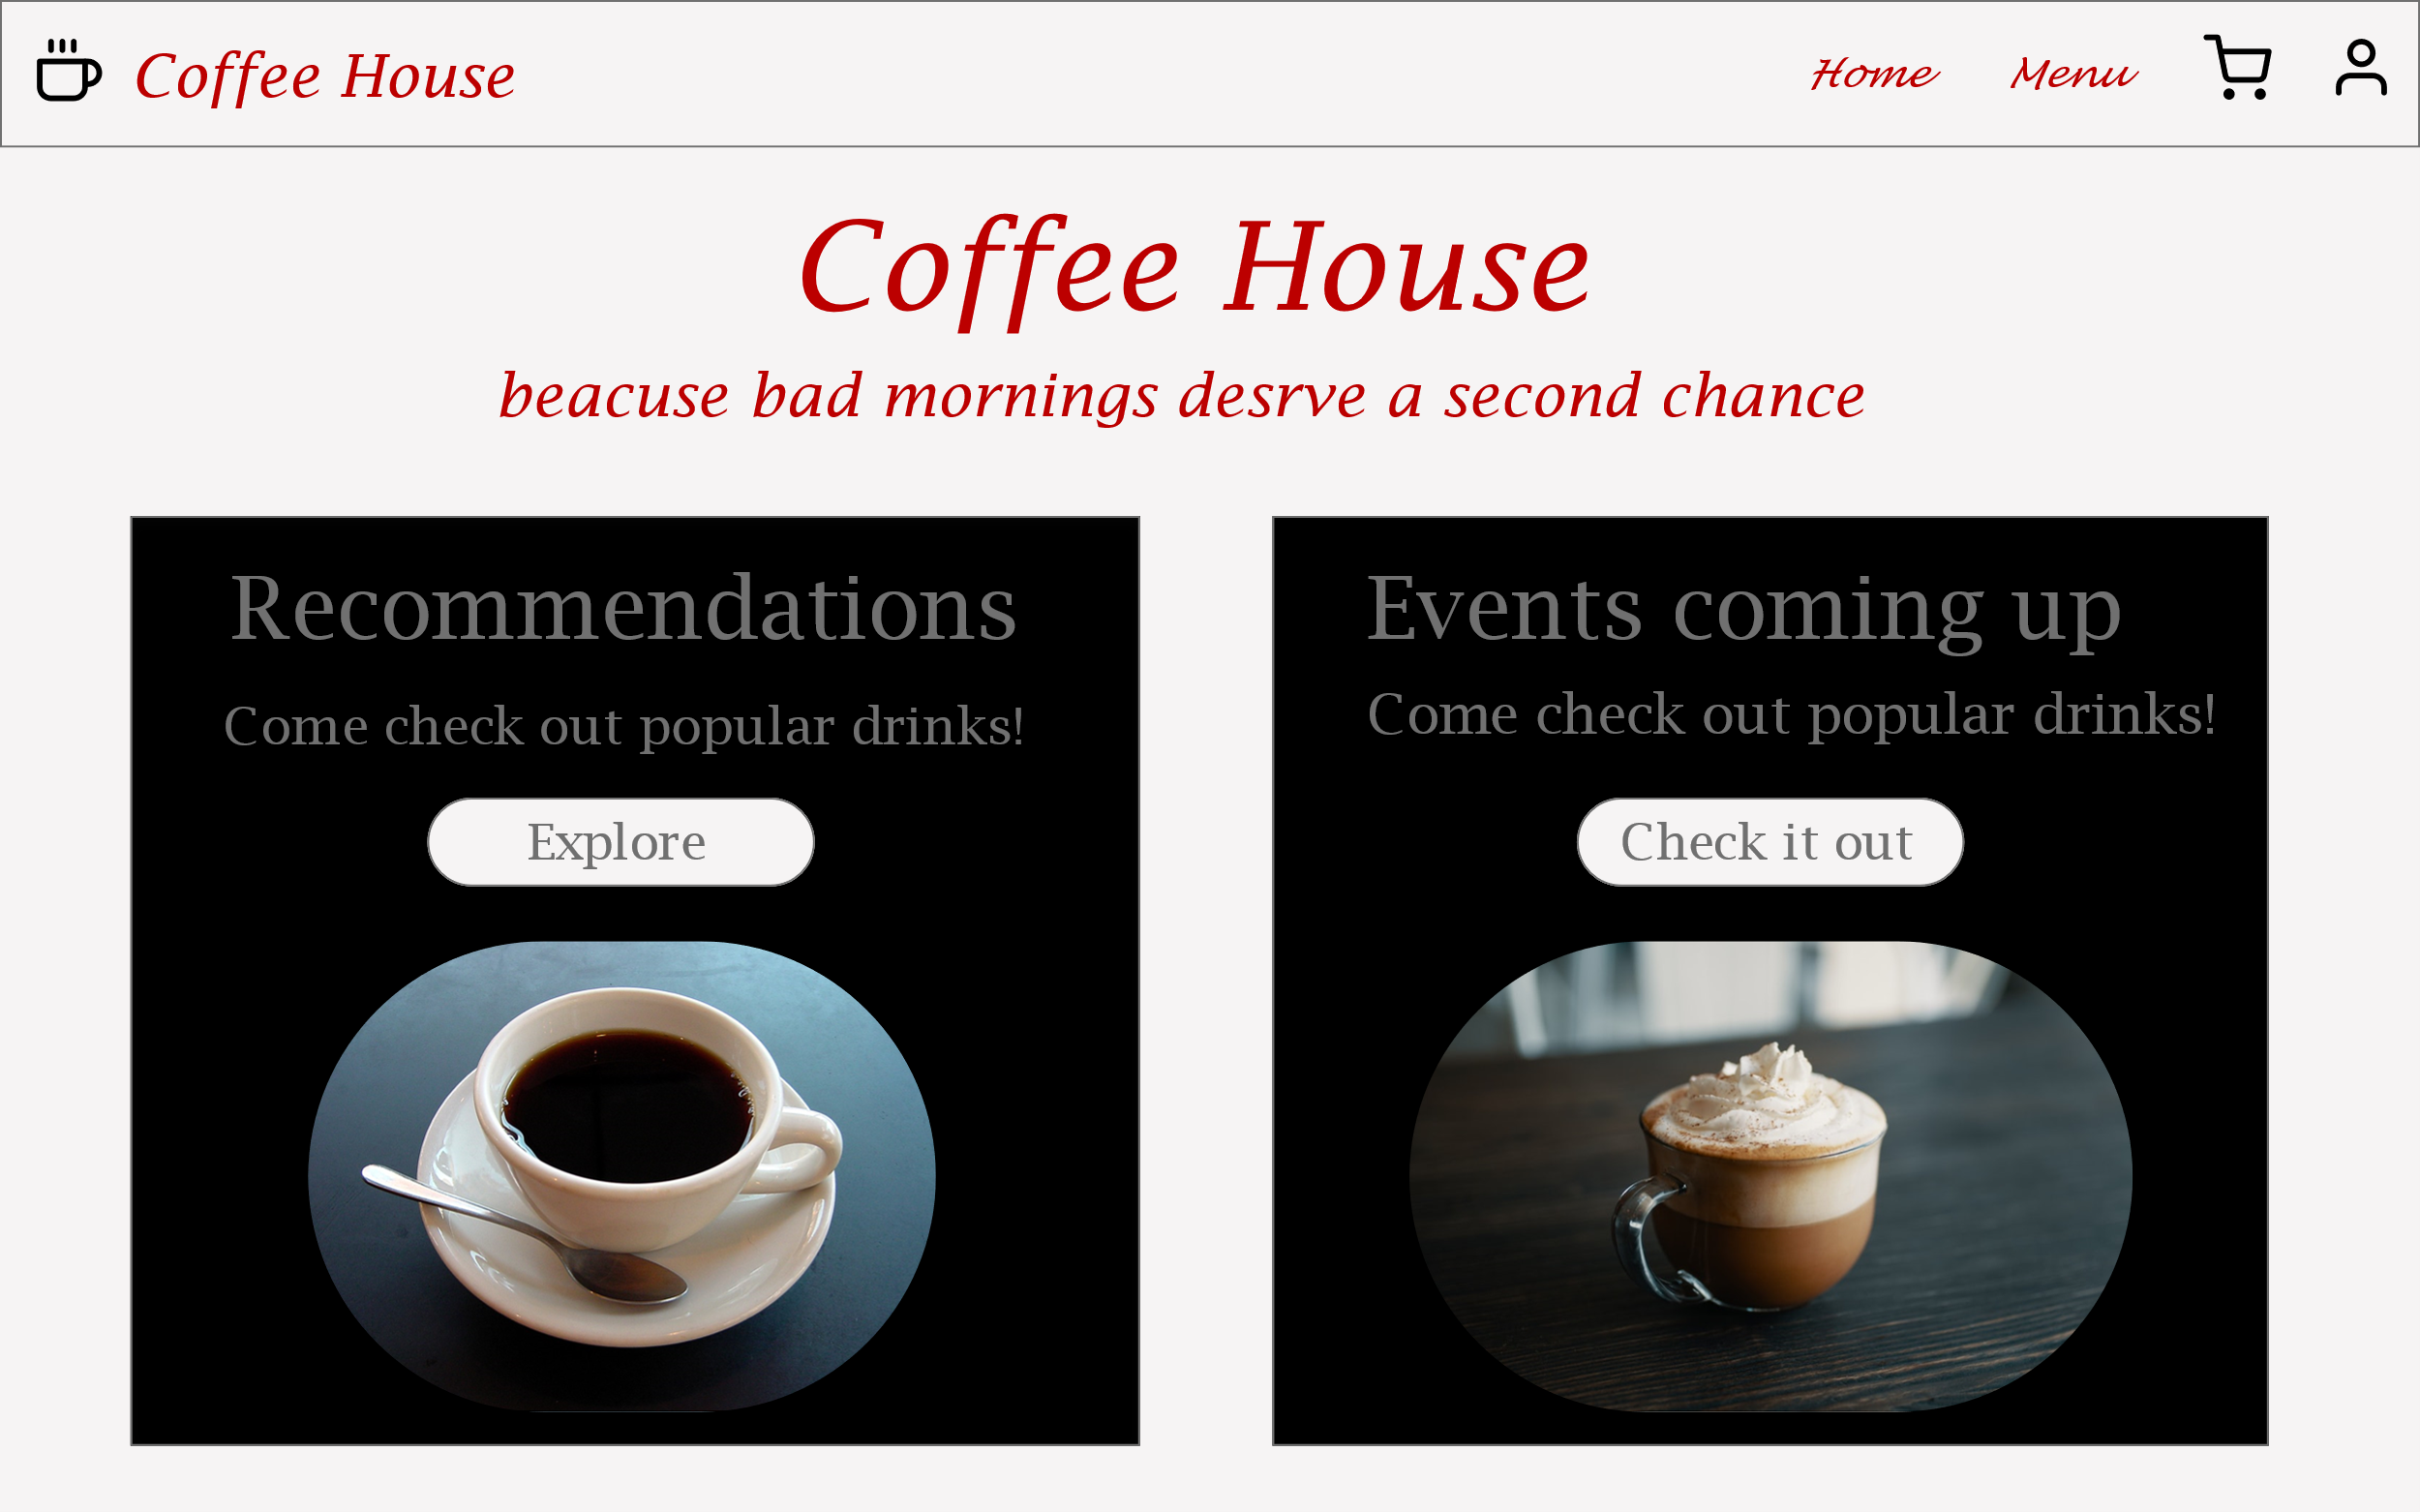 Coffee House
Home
Menu
Coffee House
beacuse bad mornings desrve a second chance
Recommendations
Come check out popular drinks!
Explore
Events coming up
Come check out popular drinks!
Check it out